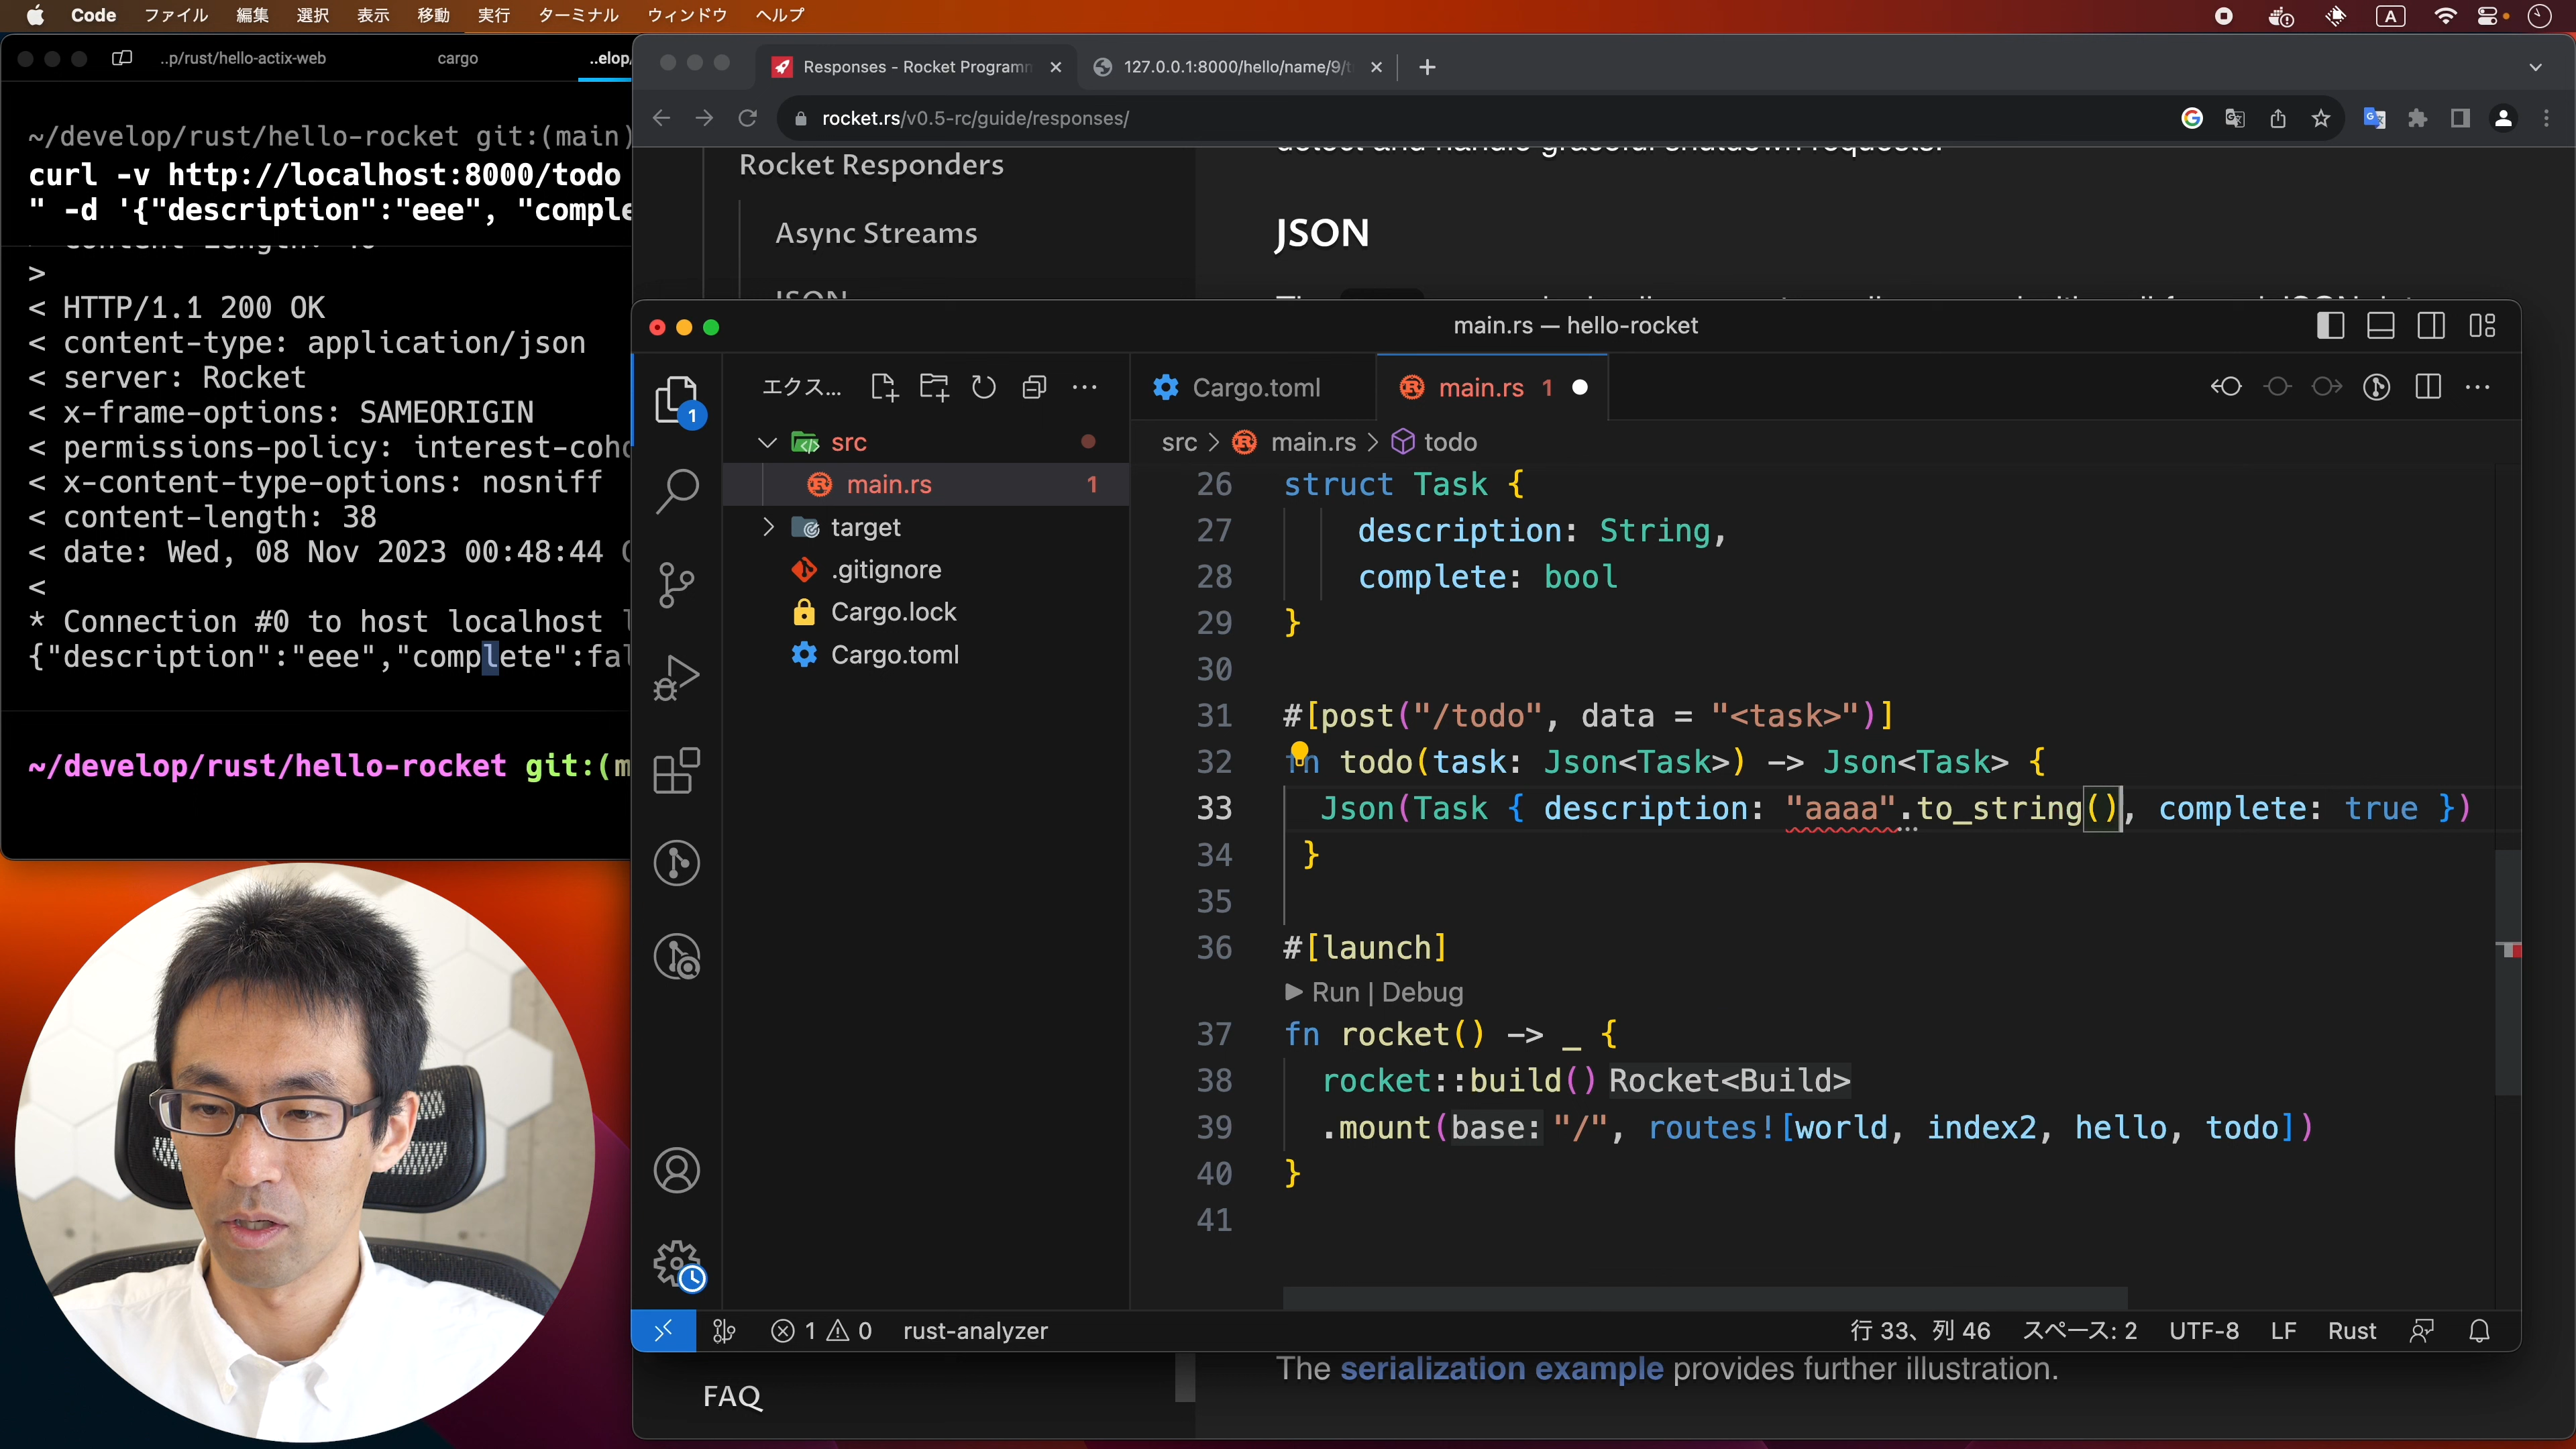 Code ファイル 編集 選択 表示 移動 実行 ターミナル ウィンドウ ヘルプ
A
..p/rust/hello-actix-web
cargo
..elop/
~/develop/rust/hello-rocket git:(main)
curl -v http://localhost:8000/todo
" -d '{"description":"eee", "comple
>
< HTTP/1.1 200 OK
< content-type: application/json
< server: Rocket
< x-frame-options: SAMEORIGIN
< permissions-policy: interest-coho
< x-content-type-options: nosniff
< content-length: 38
< date: Wed, 08 Nov 2023 00:48:44
<
* Connection #0 to host localhost l
{"description":"eee","complete":fal
~/develop/rust/hello-rocket git:(m
Responses - Rocket Programm
127.0.0.1:8000/hello/name/9/t
rocket.rs/v0.5-rc/guide/responses/
Rocket Responders
Async Streams
JSON
detect and handle graceful shutdown requests.
JSON
main.rs — hello-rocket
エクス...
1
src
main.rs 1
target
.gitignore
Cargo.lock
Cargo.toml
Cargo.toml
main.rs 1
src > main.rs > todo
26 struct Task {
27 description: String,
28 complete: bool
29 }
30
31 #[post("/todo", data = "<task>")]
32 fn todo(task: Json<Task>) -> Json<Task> {
33 Json(Task { description: "aaaa".to_string(), complete: true })
34 }
35
36 #[launch]
Run | Debug
37 fn rocket() -> _ {
38 rocket::build() Rocket<Build>
39 .mount(base: "/", routes![world, index2, hello, todo])
40 }
41
1 0 rust-analyzer
行 33、列 46 スペース: 2 UTF-8 LF Rust
The serialization example provides further illustration.
FAQ